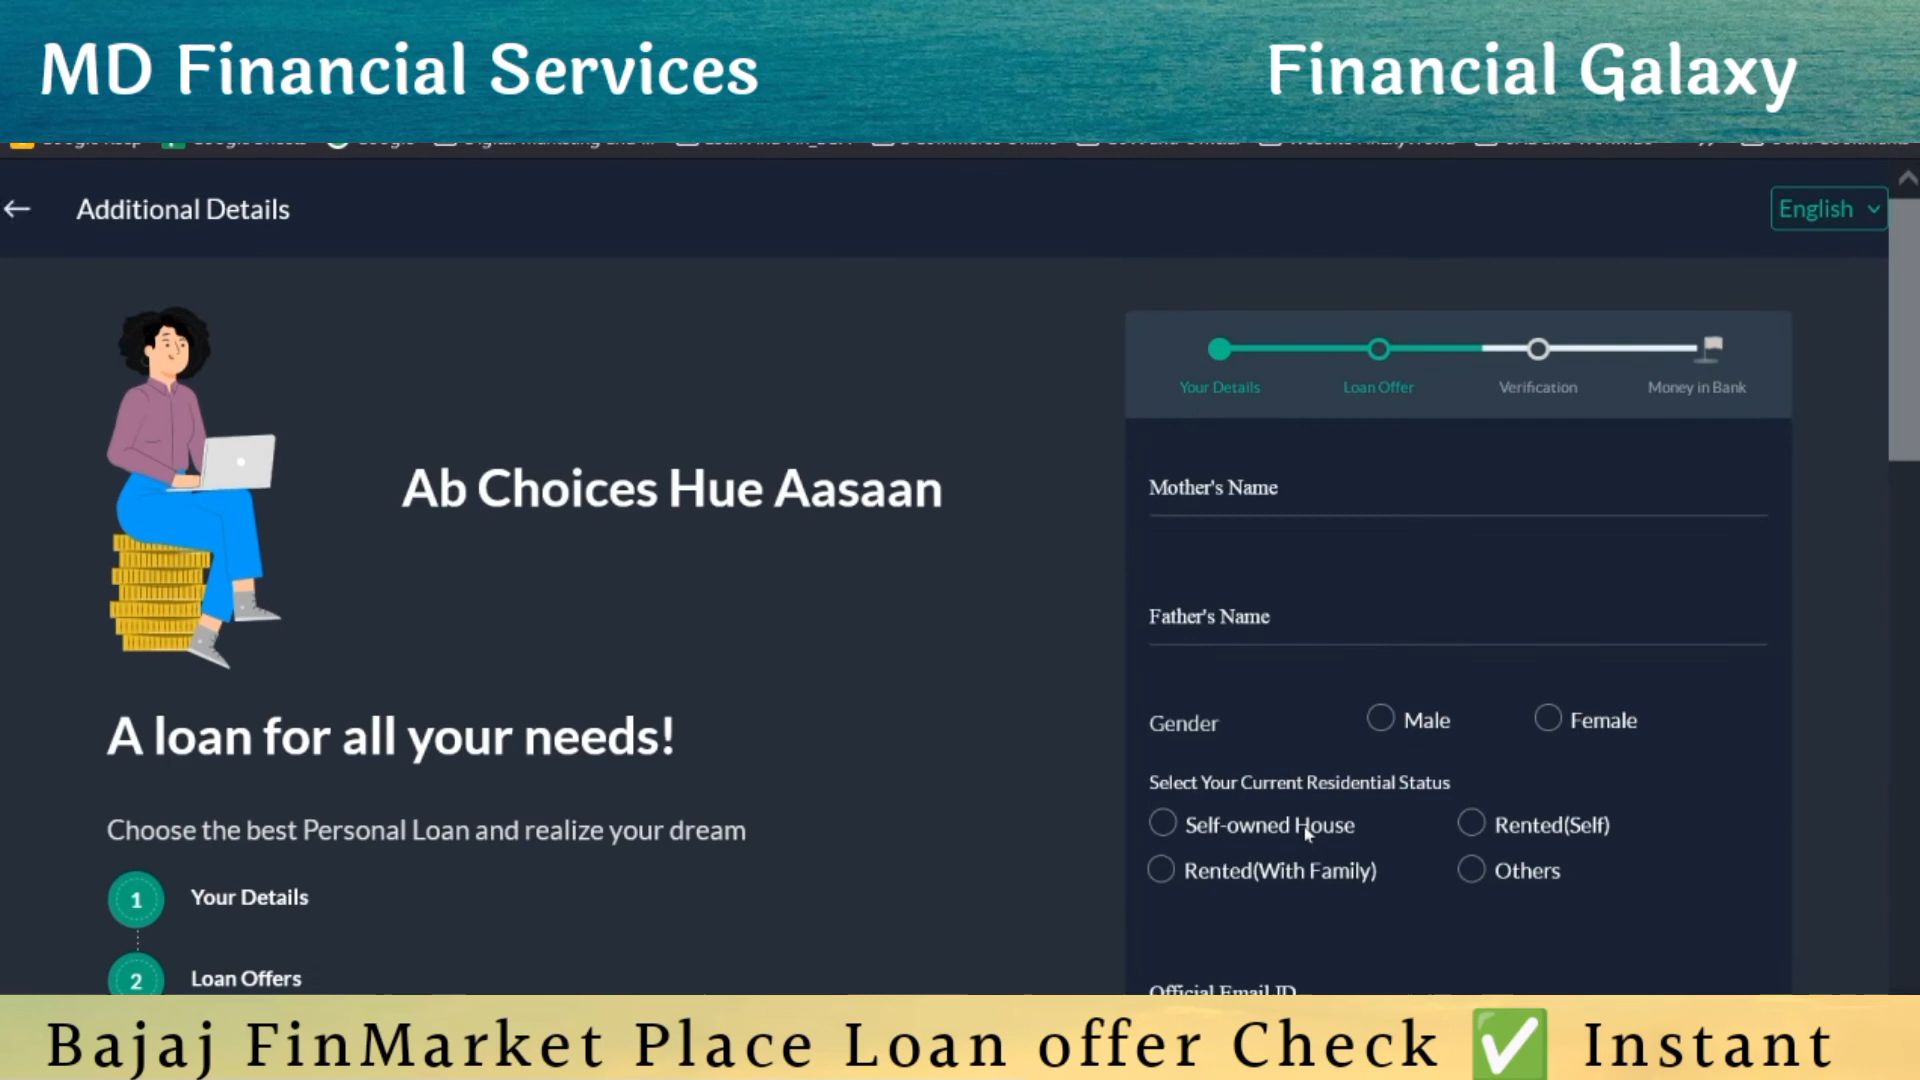 MD Financial Services
Financial Galaxy
Additional Details
English
Your Details
Loan Offer
Verification
Money in Bank
Ab Choices Hue Aasaan
Mother's Name
Father's Name
Gender
Male
Female
Select Your Current Residential Status
Self-owned House
Rented(Self)
Rented(With Family)
Others
Official Email ID
A loan for all your needs!
Choose the best Personal Loan and realize your dream
1 Your Details
2 Loan Offers
Bajaj FinMarket Place Loan offer Check ✅ Instant